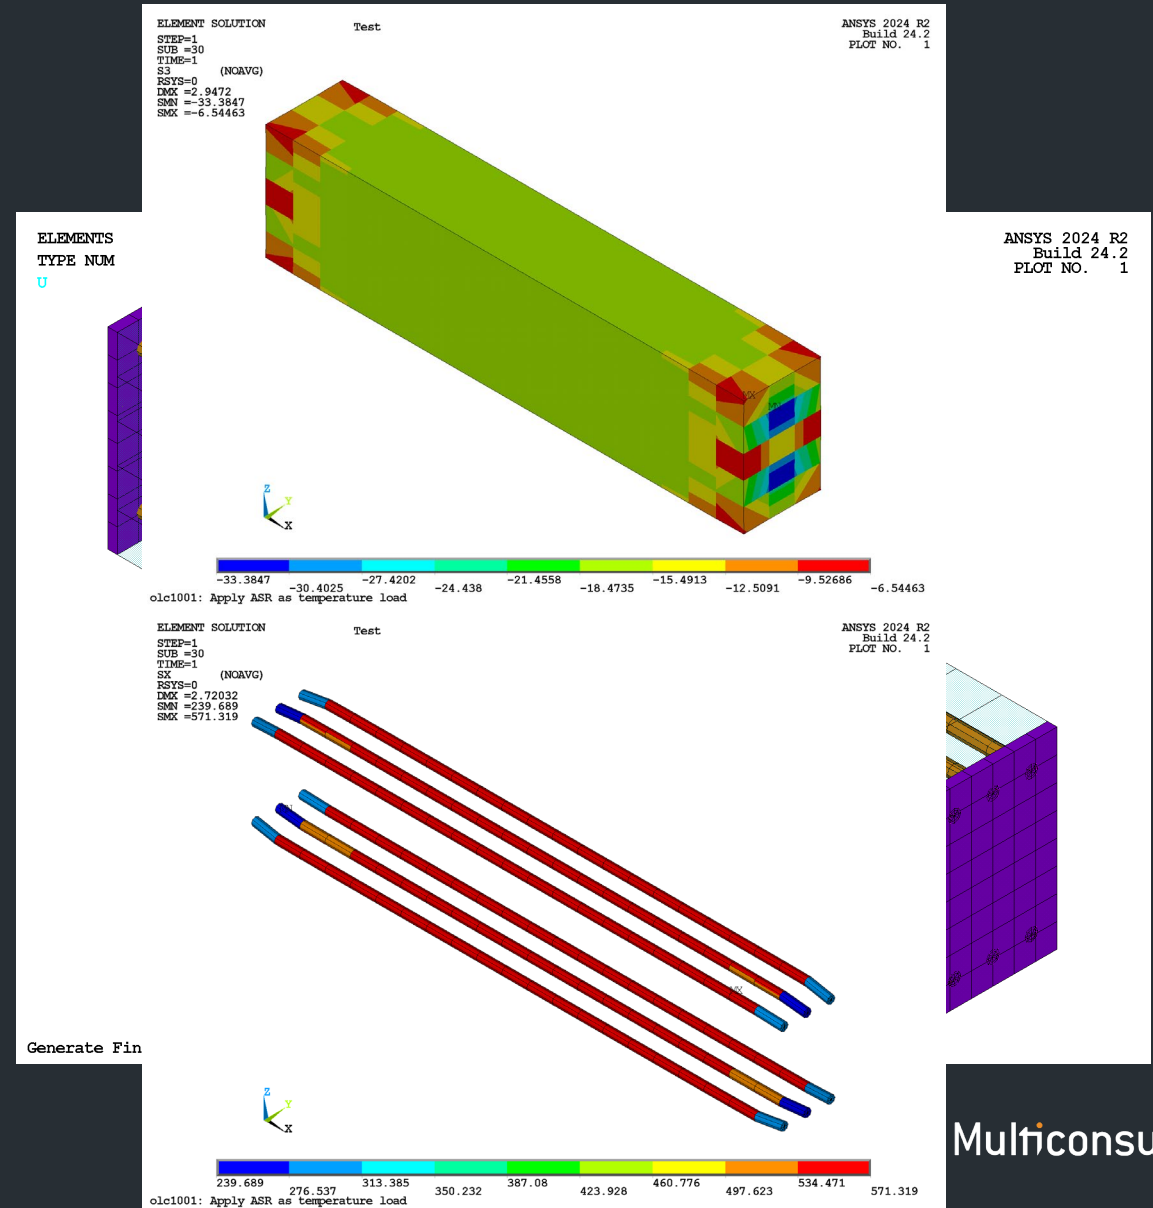 ELEMENT SOLUTION
STEP=1
SUB =30
TIME=1
S3 (NOAVG)
RSYS=0
DMX =2.9472
SMN =-33.3847
SMX =-6.54463
Test
ANSYS 2024 R2
Build 24.2
PLOT NO. 1
ELEMENTS
TYPE NUM
U
ANSYS 2024 R2
Build 24.2
PLOT NO. 1
MX
MN
Z
Y
X
-33.3847 -27.4202 -21.4558 -15.4913 -9.52686
-30.4025 -24.438 -18.4735 -12.5091 -6.54463
olc1001: Apply ASR as temperature load
ELEMENT SOLUTION
STEP=1
SUB =30
TIME=1
SX (NOAVG)
RSYS=0
DMX =2.72032
SMN =239.689
SMX =571.319
Test
ANSYS 2024 R2
Build 24.2
PLOT NO. 1
MX
Z
Y
X
Generate Fin
Multiconsu
239.689 313.385 387.08 460.776 534.471
276.537 350.232 423.928 497.623 571.319
olc1001: Apply ASR as temperature load